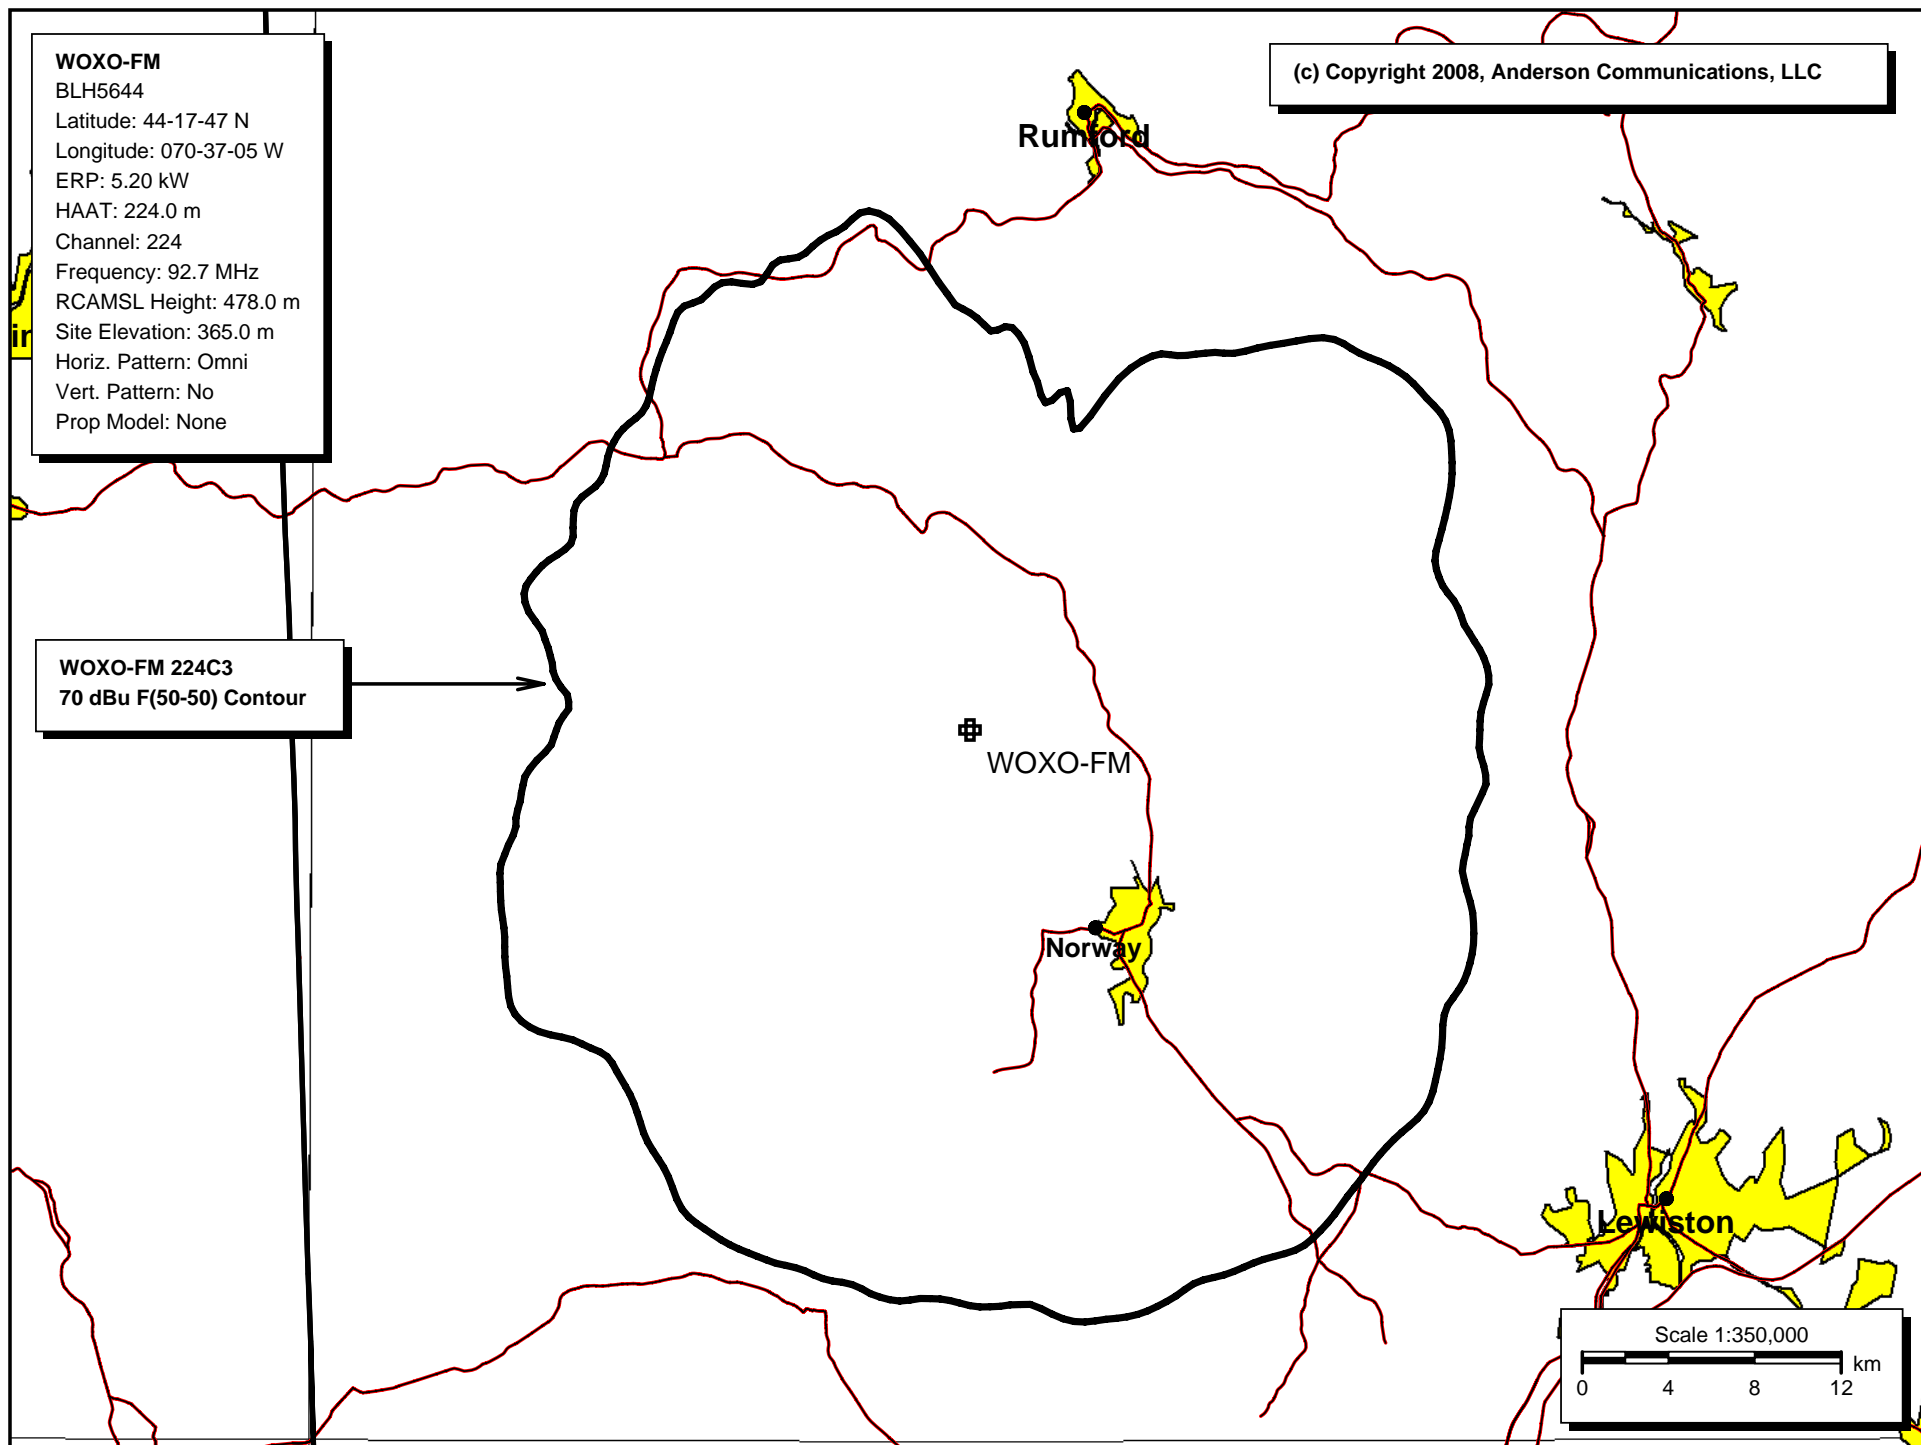 WOXO-FM
BLH5644
Latitude: 44-17-47 N
Longitude: 070-37-05 W
ERP: 5.20 kW
HAAT: 224.0 m
Channel: 224
Frequency: 92.7 MHz
RCAMSL Height: 478.0 m
Site Elevation: 365.0 m
Horiz. Pattern: Omni
Vert. Pattern: No
Prop Model: None
(c) Copyright 2008, Anderson Communications, LLC
Rumford
WOXO-FM 224C3
70 dBu F(50-50) Contour
WOXO-FM
Norway
Lewiston
Scale 1:350,000
km
0 4 8 12